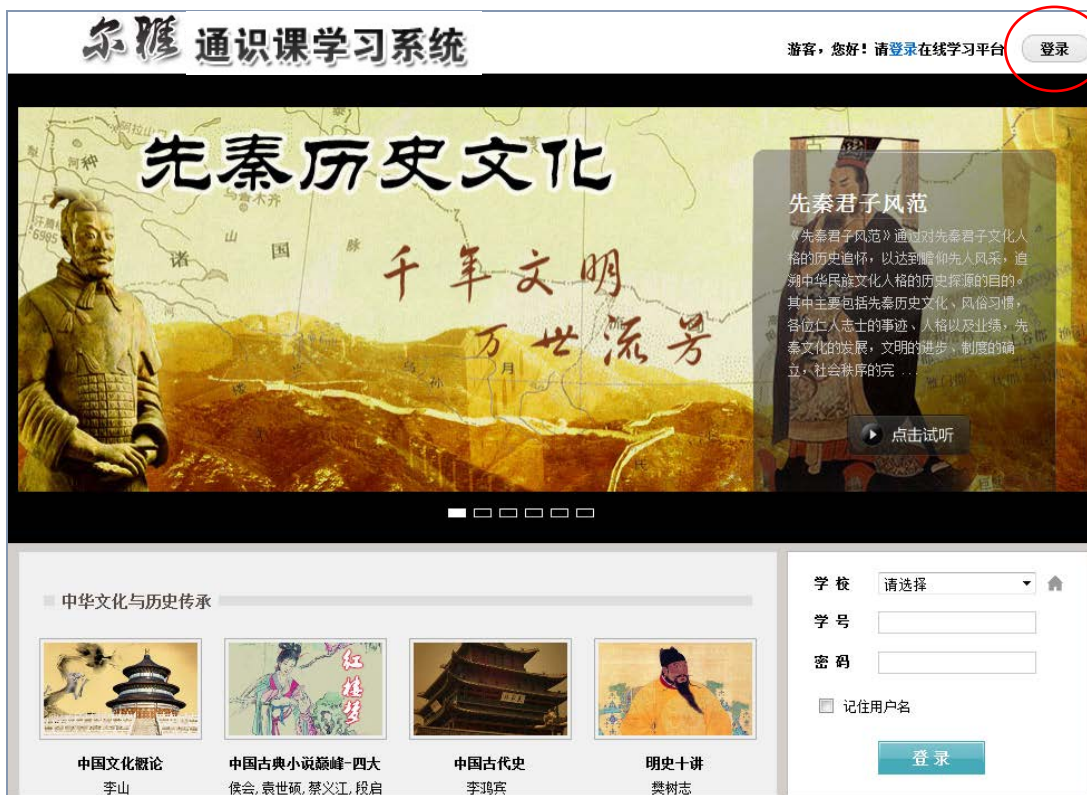 尔雅 通识课学习系统
游客，您好！请登录在线学习平台 登录
先秦历史文化
千年文明
万世流芳
先秦君子风范
《先秦君子风范》通过对先秦君子文化人
格的历史追怀，以达到瞻仰先人风采，追
溯中华民族文化人格的历史探源的目的。
其中主要包括先秦历史文化、风俗习惯，
各位仁人志士的事迹、人格以及业绩，先
秦文化的发展，文明的进步、制度的确
立，社会秩序的完 ...
点击试听
中华文化与历史传承
红楼梦
中国文化概论
李山
中国古典小说巅峰-四大
侯会,袁世硕,蔡义江,段启
中国古代史
李鸿宾
明史十讲
樊树志
学 校 请选择
学 号
密 码
记住用户名
登 录